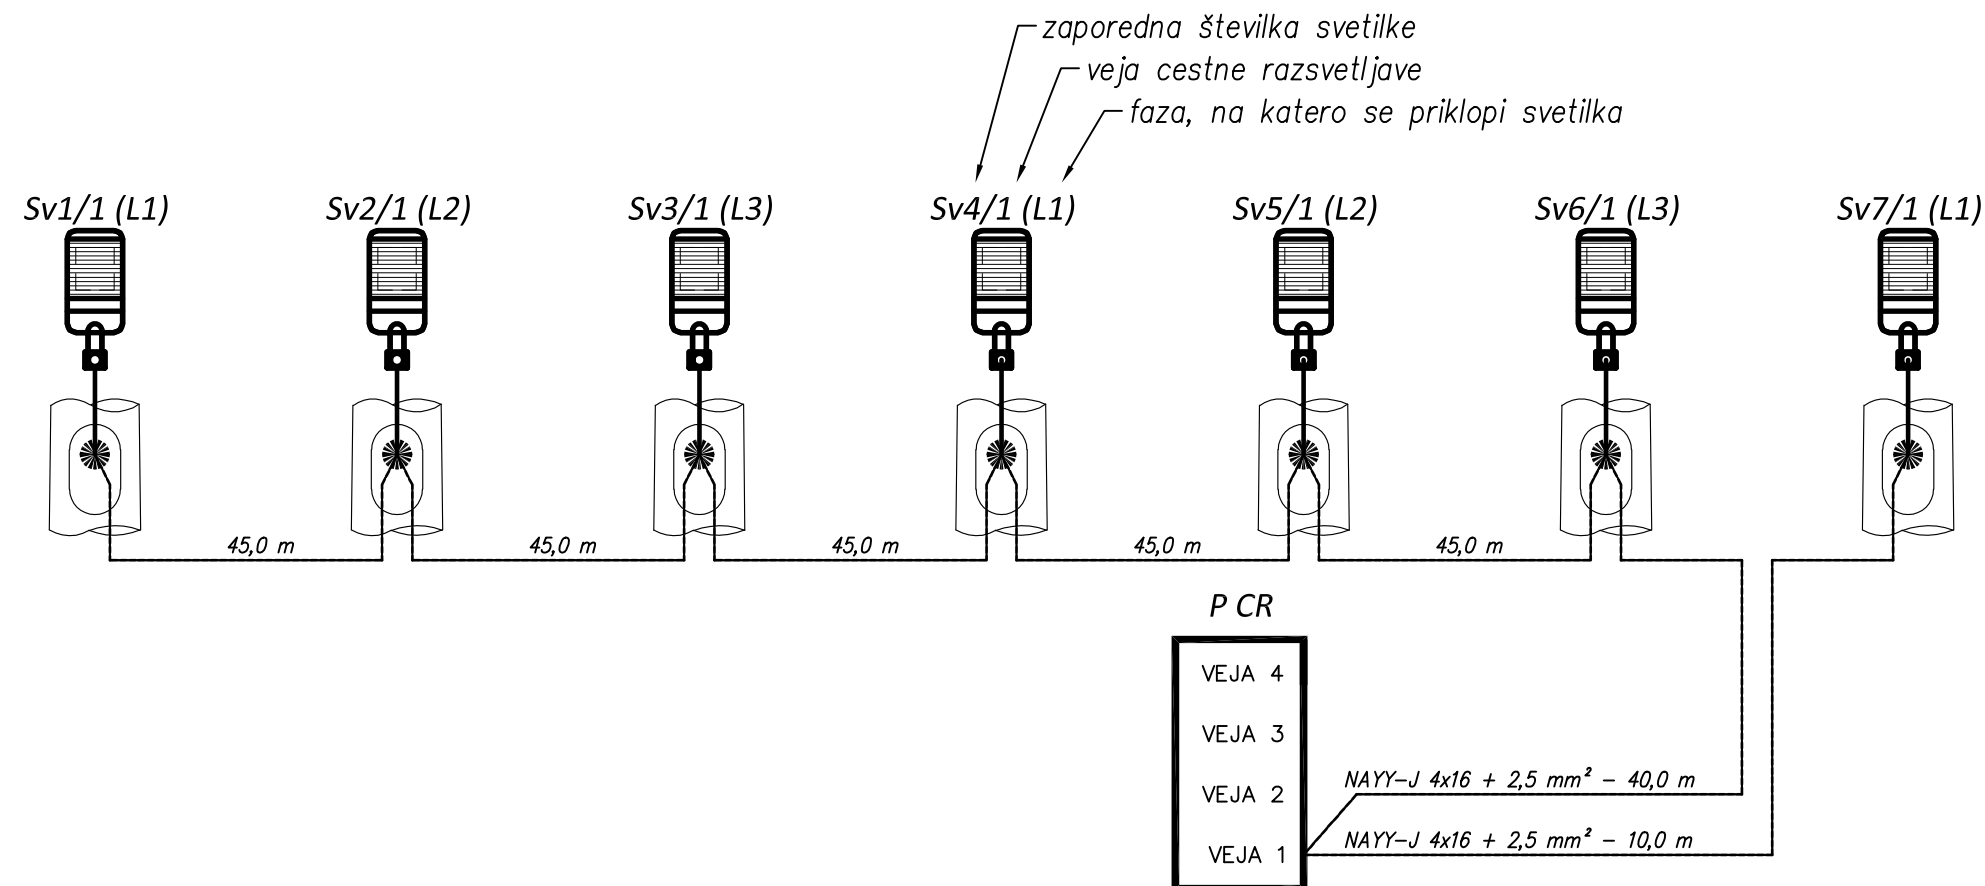 zaporedna številka svetilke
veja cestne razsvetljave
faza, na katero se priklopi svetilka
Sv1/1 (L1)
Sv2/1 (L2)
Sv3/1 (L3)
Sv4/1 (L1)
Sv5/1 (L2)
Sv6/1 (L3)
Sv7/1 (L1)
45,0 m
45,0 m
45,0 m
45,0 m
45,0 m
P CR
VEJA 4
VEJA 3
VEJA 2
VEJA 1
NAYY-J 4x16 + 2,5 mm² - 40,0 m
NAYY-J 4x16 + 2,5 mm² - 10,0 m